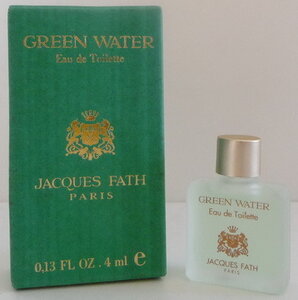 GREEN WATER
Eau de Toilette
JACQUES FATH
PARIS
0.13 FL OZ . 4 ml e
GREEN WATER
Eau de Toilette
JACQUES FATH
PARIS